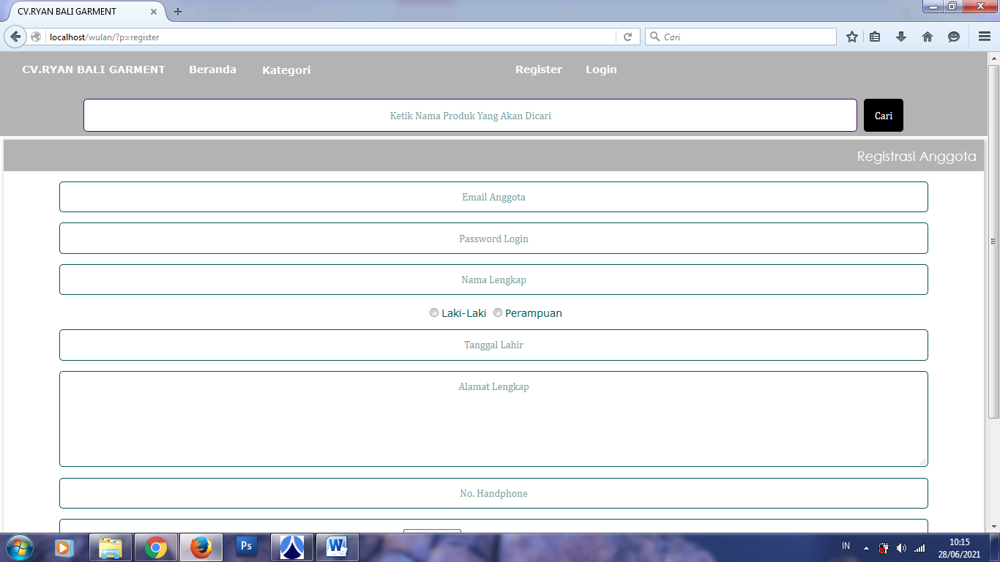 CV.RYAN BALI GARMENT
localhost/wulan/?p=register
Cari
CV.RYAN BALI GARMENT Beranda Kategori Register Login
Ketik Nama Produk Yang Akan Dicari Cari
Registrasi Anggota
Email Anggota
Password Login
Nama Lengkap
Laki-Laki Perampuan
Tanggal Lahir
Alamat Lengkap
No. Handphone
Ps W IN 10:15
28/06/2021